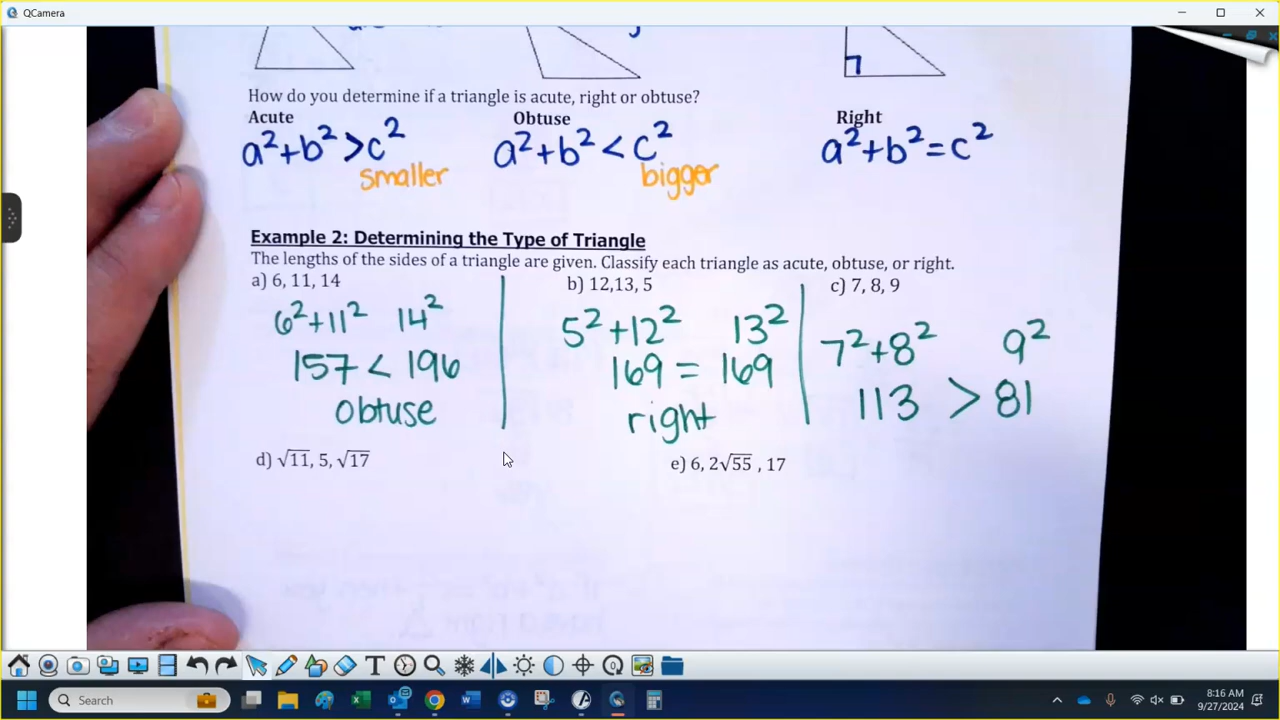 QCamera
How do you determine if a triangle is acute, right or obtuse?
Acute Obtuse Right
a²+b²>c² a²+b²<c² a²+b²=c²
smaller bigger
Example 2: Determining the Type of Triangle
The lengths of the sides of a triangle are given. Classify each triangle as acute, obtuse, or right.
a) 6, 11, 14 b) 12,13, 5 c) 7, 8, 9
6²+11² 14² 5²+12² 13² 7²+8² 9²
157 < 196 169 = 169 113 > 81
obtuse right
d) √11, 5, √17 e) 6, 2√55 , 17
Search
8:16 AM
9/27/2024